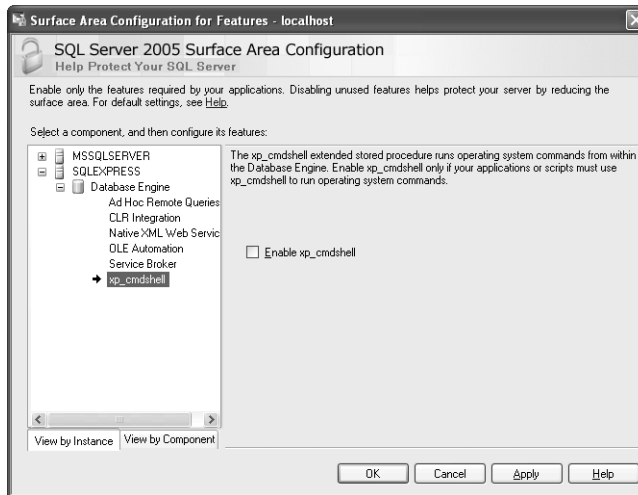 Surface Area Configuration for Features - localhost
SQL Server 2005 Surface Area Configuration
Help Protect Your SQL Server
Enable only the features required by your applications. Disabling unused features helps protect your server by reducing the
surface area. For default settings, see Help.
Select a component, and then configure its features:
MSSQLSERVER
SQLEXPRESS
Database Engine
Ad Hoc Remote Queries
CLR Integration
Native XML Web Servic
OLE Automation
Service Broker
xp_cmdshell
The xp_cmdshell extended stored procedure runs operating system commands from within
the Database Engine. Enable xp_cmdshell only if your applications or scripts must use
xp_cmdshell to run operating system commands.
Enable xp_cmdshell
View by Instance
View by Component
OK
Cancel
Apply
Help